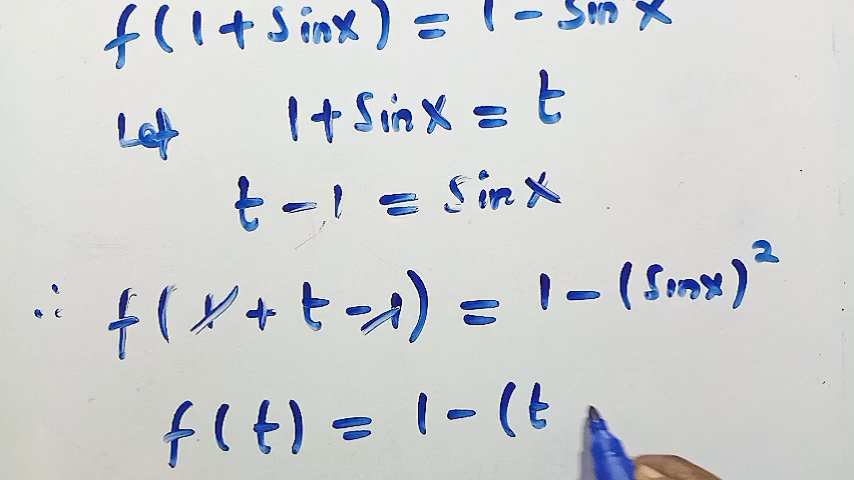 f(1+sinx) = 1-sin x
Let 1+sinx = t
t-1 = sinx
∴ f(1+t-1) = 1-(sinx)²
f(t) = 1-(t